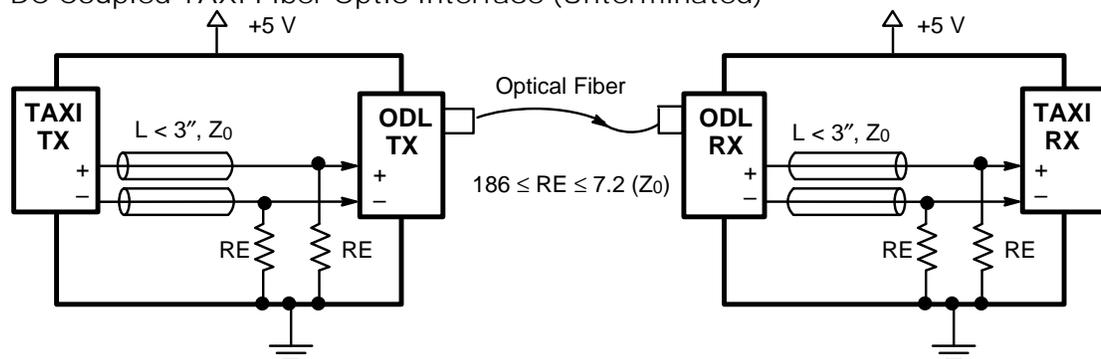 DC Coupled TAXI Fiber Optic Interface (Unterminated)
+5 V
+5 V
TAXI
TX
+
–
L < 3″, Z0
ODL
TX
+
–
Optical Fiber
186 ≤ RE ≤ 7.2 (Z0)
ODL
RX
+
–
L < 3″, Z0
TAXI
RX
+
–
RE
RE
RE
RE